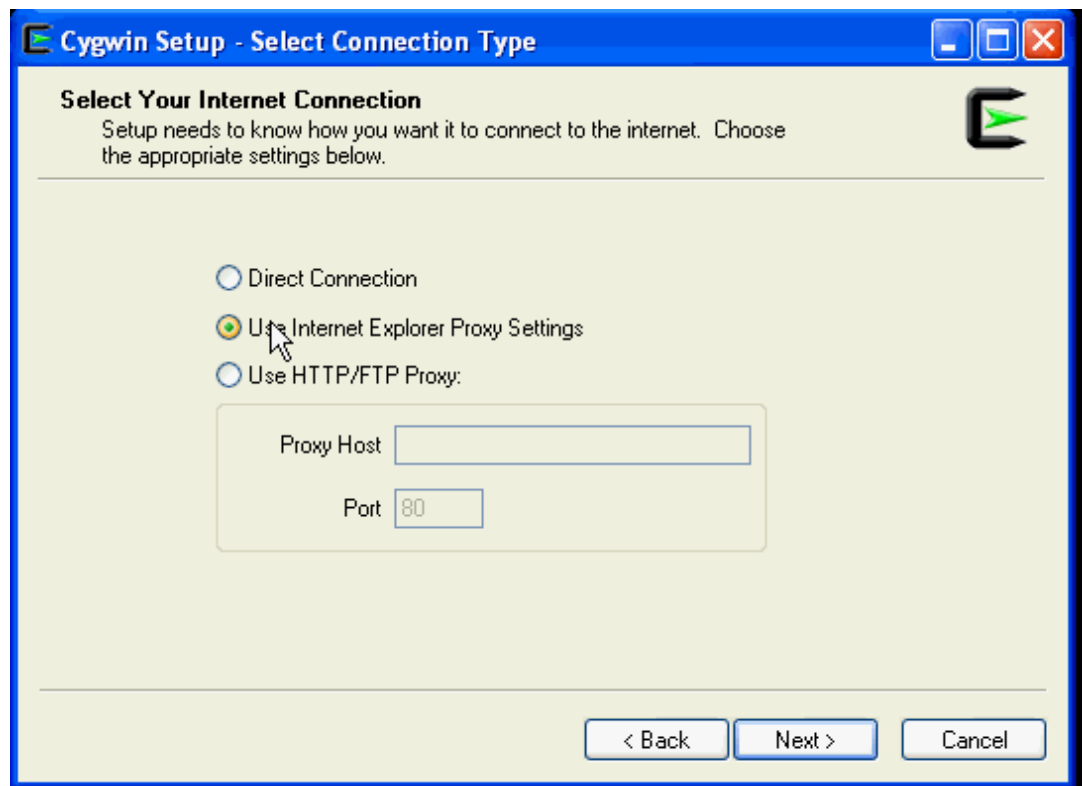 Cygwin Setup - Select Connection Type
Select Your Internet Connection
Setup needs to know how you want it to connect to the internet. Choose
the appropriate settings below.
Direct Connection
Use Internet Explorer Proxy Settings
Use HTTP/FTP Proxy:
Proxy Host
Port 80
< Back Next > Cancel